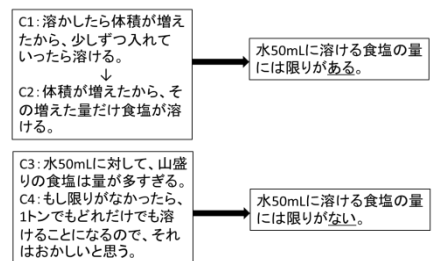 C1：溶かしたら体積が増え
たから、少しずつ入れて
いったら溶ける。
↓
C2：体積が増えたから、そ
の増えた量だけ食塩が溶
ける。
水50mLに溶ける食塩の量
には限りがある。
C3：水50mLに対して、山盛
りの食塩は量が多すぎる。
C4：もし限りがなかったら、
1トンでもどれだけでも溶
けることになるので、それ
はおかしいと思う。
水50mLに溶ける食塩の量
には限りがない。